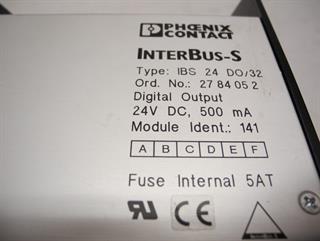 PHŒNIX
CONTACT
INTERBUS-S
Type: IBS 24 DO/32
Ord. No.: 27 84 05 2
Digital Output
24V DC, 500 mA
Module Ident.: 141
A B C D E F
Fuse Internal 5AT
CE